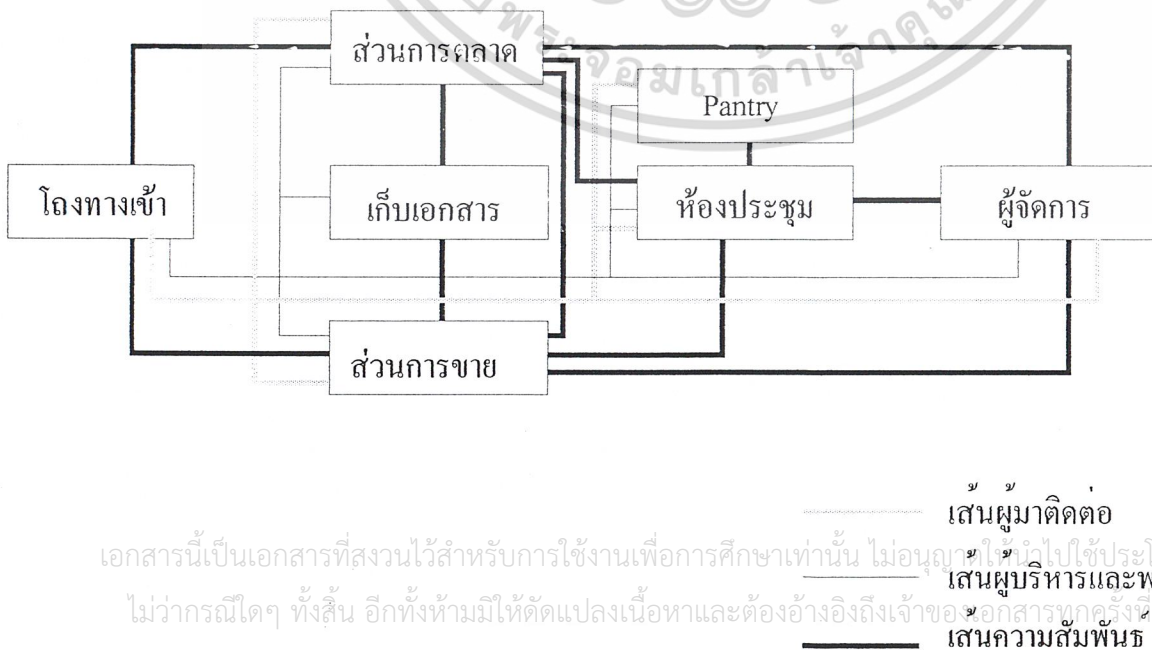 ส่วนการตลาด
Pantry
โถงทางเข้า
เก็บเอกสาร
ห้องประชุม
ผู้จัดการ
ส่วนการขาย
เส้นผู้มาติดต่อ
เอกสารนี้เป็นเอกสารที่สงวนไว้สำหรับการใช้งานเพื่อการศึกษาเท่านั้น ไม่อนุญาตให้นำไปใช้ประโ
เส้นผู้บริหารและพ
ไม่ว่ากรณีใดๆ ทั้งสิ้น อีกทั้งห้ามมิให้ดัดแปลงเนื้อหาและต้องอ้างอิงถึงเจ้าของเอกสารทุกครั้งที่
เส้นความสัมพันธ์